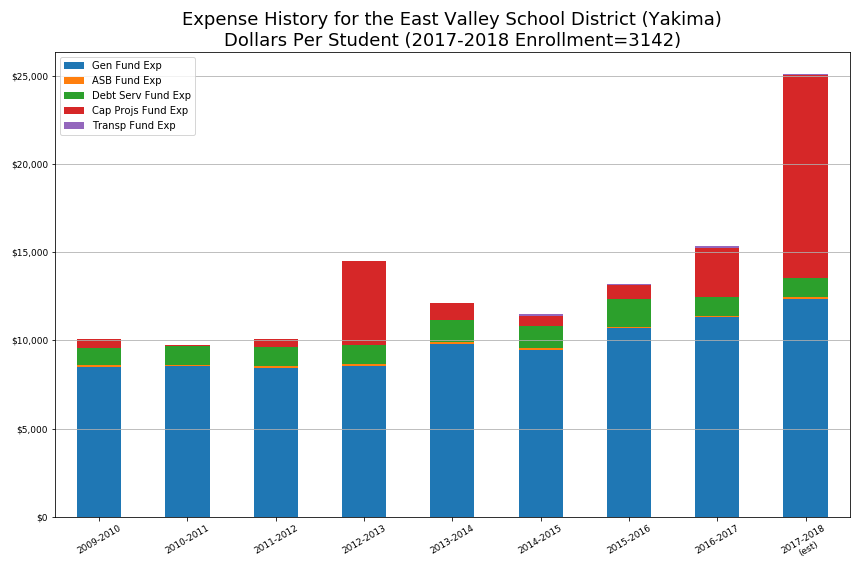 Expense History for the East Valley School District (Yakima)
Dollars Per Student (2017-2018 Enrollment=3142)
Gen Fund Exp
ASB Fund Exp
Debt Serv Fund Exp
Cap Projs Fund Exp
Transp Fund Exp
$25,000
$20,000
$15,000
$10,000
$5,000
$0
2009-2010
2010-2011
2011-2012
2012-2013
2013-2014
2014-2015
2015-2016
2016-2017
2017-2018
(est)